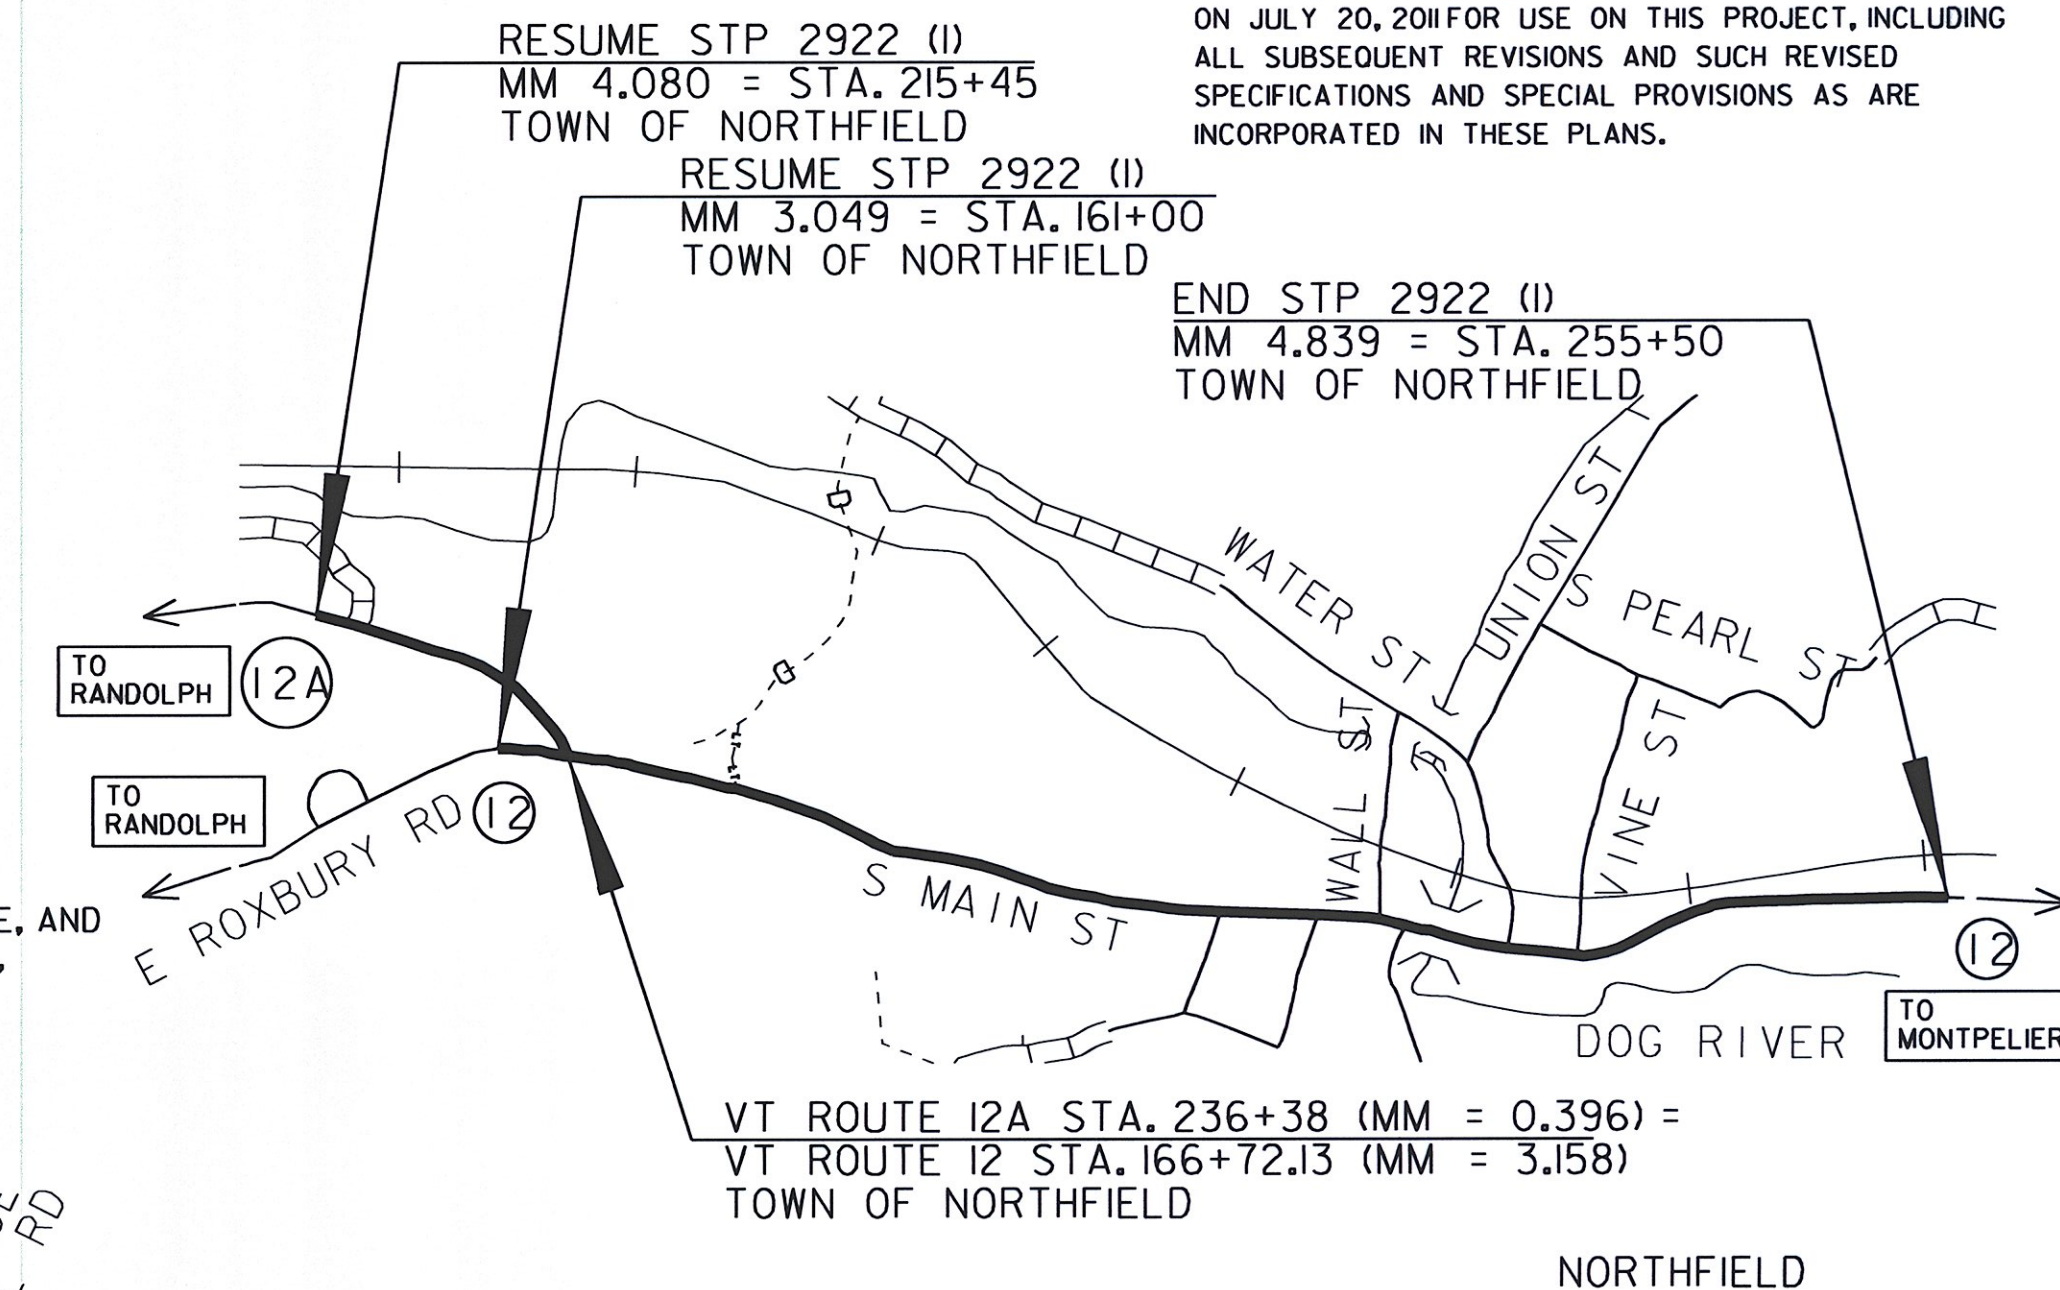 ON JULY 20, 2011 FOR USE ON THIS PROJECT, INCLUDING
ALL SUBSEQUENT REVISIONS AND SUCH REVISED
SPECIFICATIONS AND SPECIAL PROVISIONS AS ARE
INCORPORATED IN THESE PLANS.
RESUME STP 2922 (1)
MM 4.080 = STA. 215+45
TOWN OF NORTHFIELD
RESUME STP 2922 (1)
MM 3.049 = STA. 161+00
TOWN OF NORTHFIELD
END STP 2922 (1)
MM 4.839 = STA. 255+50
TOWN OF NORTHFIELD
WATER ST
UNION ST
S PEARL ST
WALL ST
VINE ST
TO
RANDOLPH
12A
TO
RANDOLPH
12
E ROXBURY RD
S MAIN ST
E, AND
12
TO
MONTPELIER
DOG RIVER
VT ROUTE 12A STA. 236+38 (MM = 0.396) =
VT ROUTE 12 STA. 166+72.13 (MM = 3.158)
TOWN OF NORTHFIELD
RD
NORTHFIELD